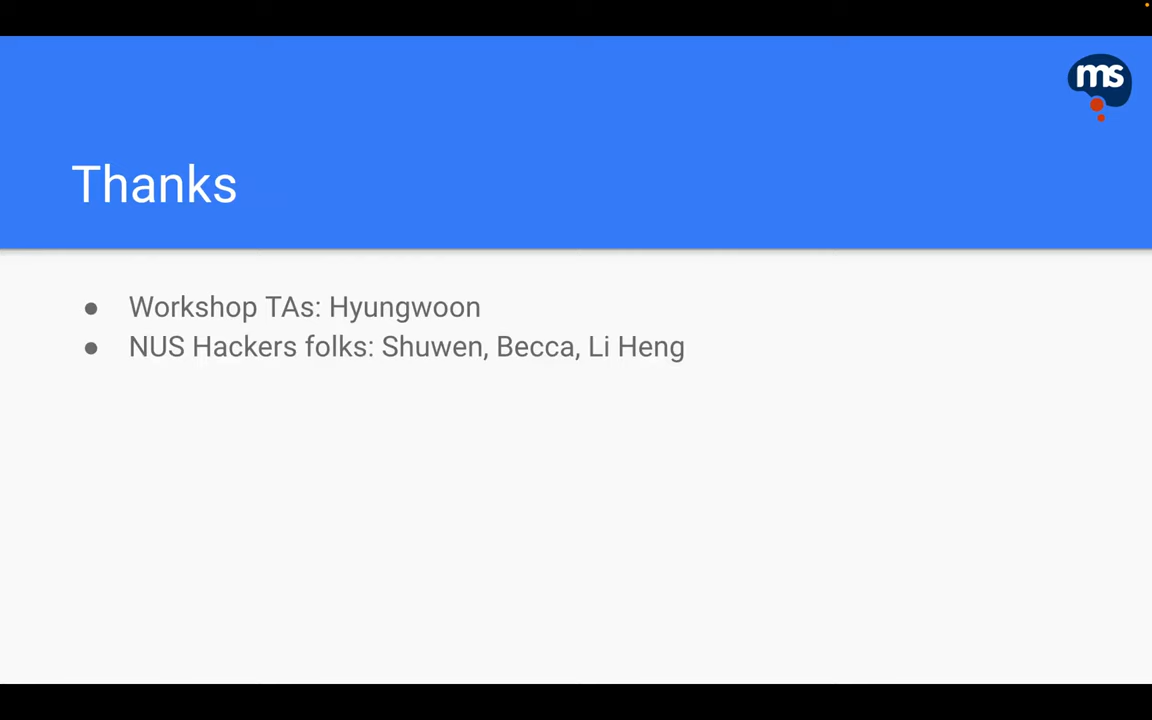 ms
Thanks
● Workshop TAs: Hyungwoon
● NUS Hackers folks: Shuwen, Becca, Li Heng